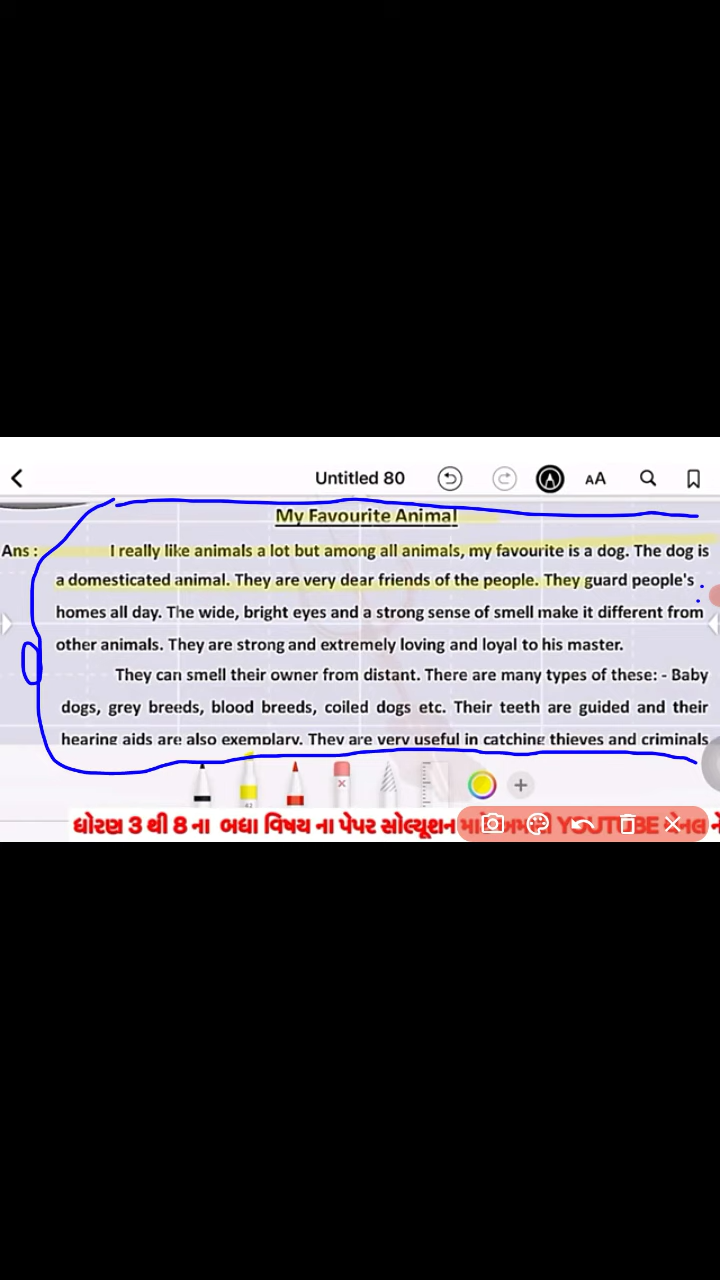 Untitled 80
AA
My Favourite Animal
Ans : I really like animals a lot but among all animals, my favourite is a dog. The dog is
a domesticated animal. They are very dear friends of the people. They guard people's
homes all day. The wide, bright eyes and a strong sense of smell make it different from
other animals. They are strong and extremely loving and loyal to his master.
They can smell their owner from distant. There are many types of these: - Baby
dogs, grey breeds, blood breeds, coiled dogs etc. Their teeth are guided and their
hearing aids are also exemplary. They are very useful in catching thieves and criminals
ધોરણ 3 થી 8 ના બધા વિષય ના પેપર સોલ્યૂશન YOUTUBE